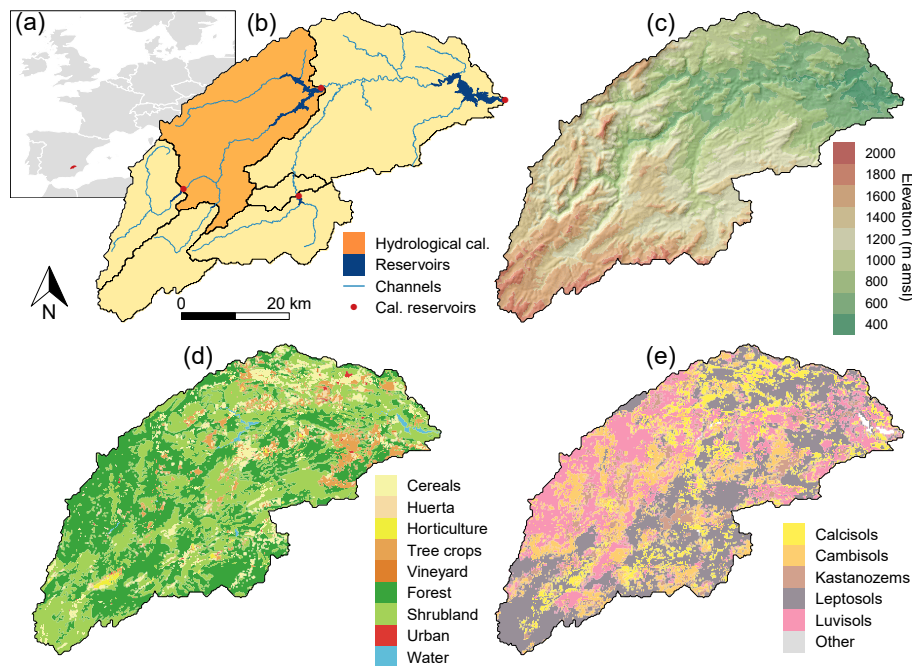 (a)
(b)
(c)
Hydrological cal.
Reservoirs
Channels
Cal. reservoirs
N
0 20 km
2000
1800
1600
1400
1200
1000
800
600
400
Elevation (m amsl)
(d)
(e)
Cereals
Huerta
Horticulture
Tree crops
Vineyard
Forest
Shrubland
Urban
Water
Calcisols
Cambisols
Kastanozems
Leptosols
Luvisols
Other